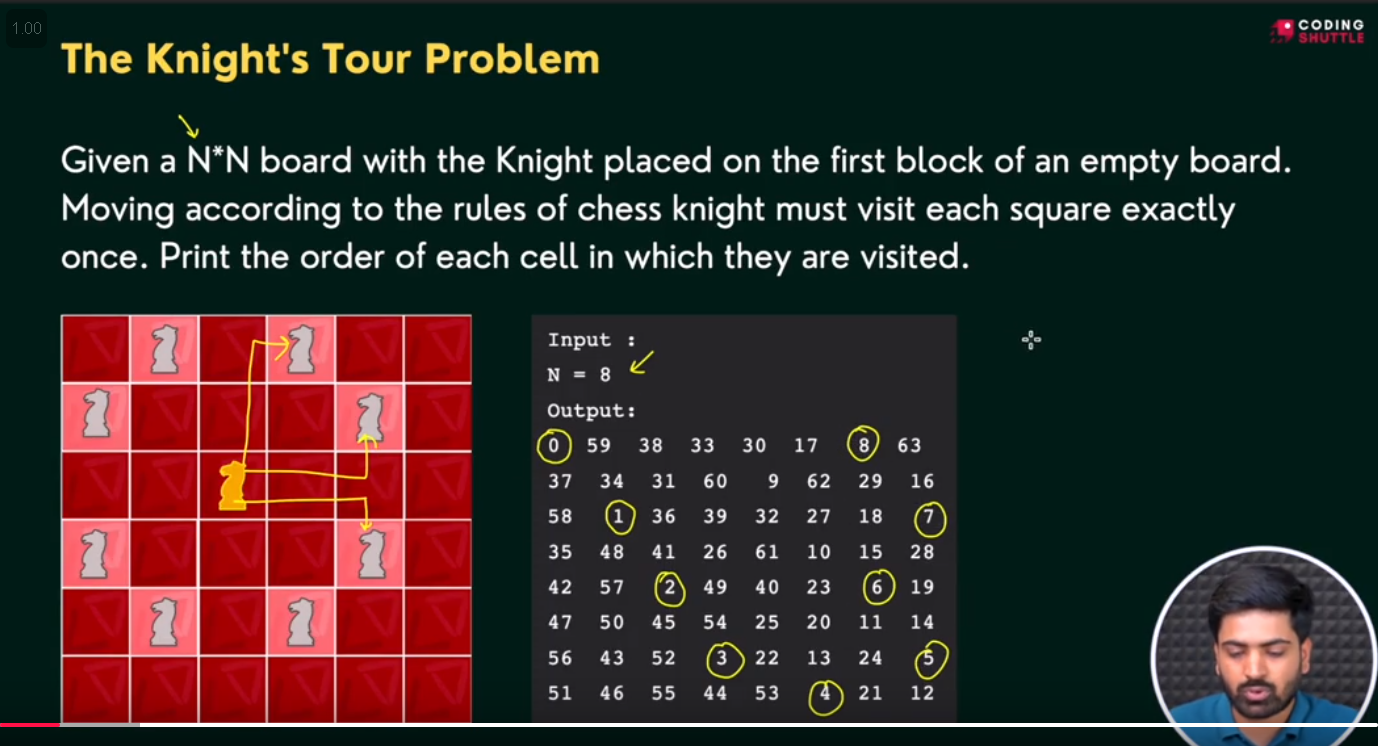 1.00
CODING
SHUTTLE
The Knight's Tour Problem
Given a N*N board with the Knight placed on the first block of an empty board.
Moving according to the rules of chess knight must visit each square exactly
once. Print the order of each cell in which they are visited.
Input :
N = 8
Output:
0 59 38 33 30 17 8 63
37 34 31 60 9 62 29 16
58 1 36 39 32 27 18 7
35 48 41 26 61 10 15 28
42 57 2 49 40 23 6 19
47 50 45 54 25 20 11 14
56 43 52 3 22 13 24 5
51 46 55 44 53 4 21 12